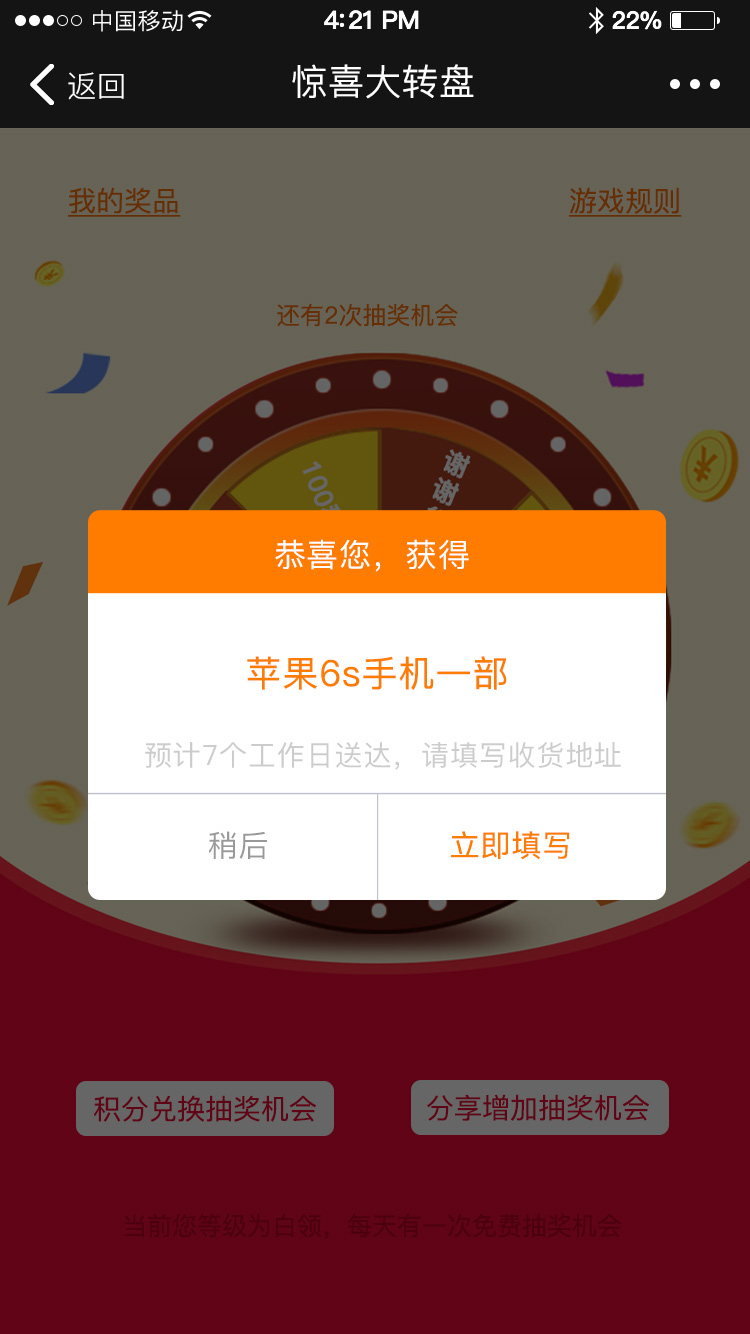 中国移动 4:21 PM 22%
返回 惊喜大转盘
我的奖品 游戏规则
还有2次抽奖机会
100
谢谢
恭喜您，获得
苹果6s手机一部
预计7个工作日送达，请填写收货地址
稍后 立即填写
积分兑换抽奖机会 分享增加抽奖机会
当前您等级为白领，每天有一次免费抽奖机会